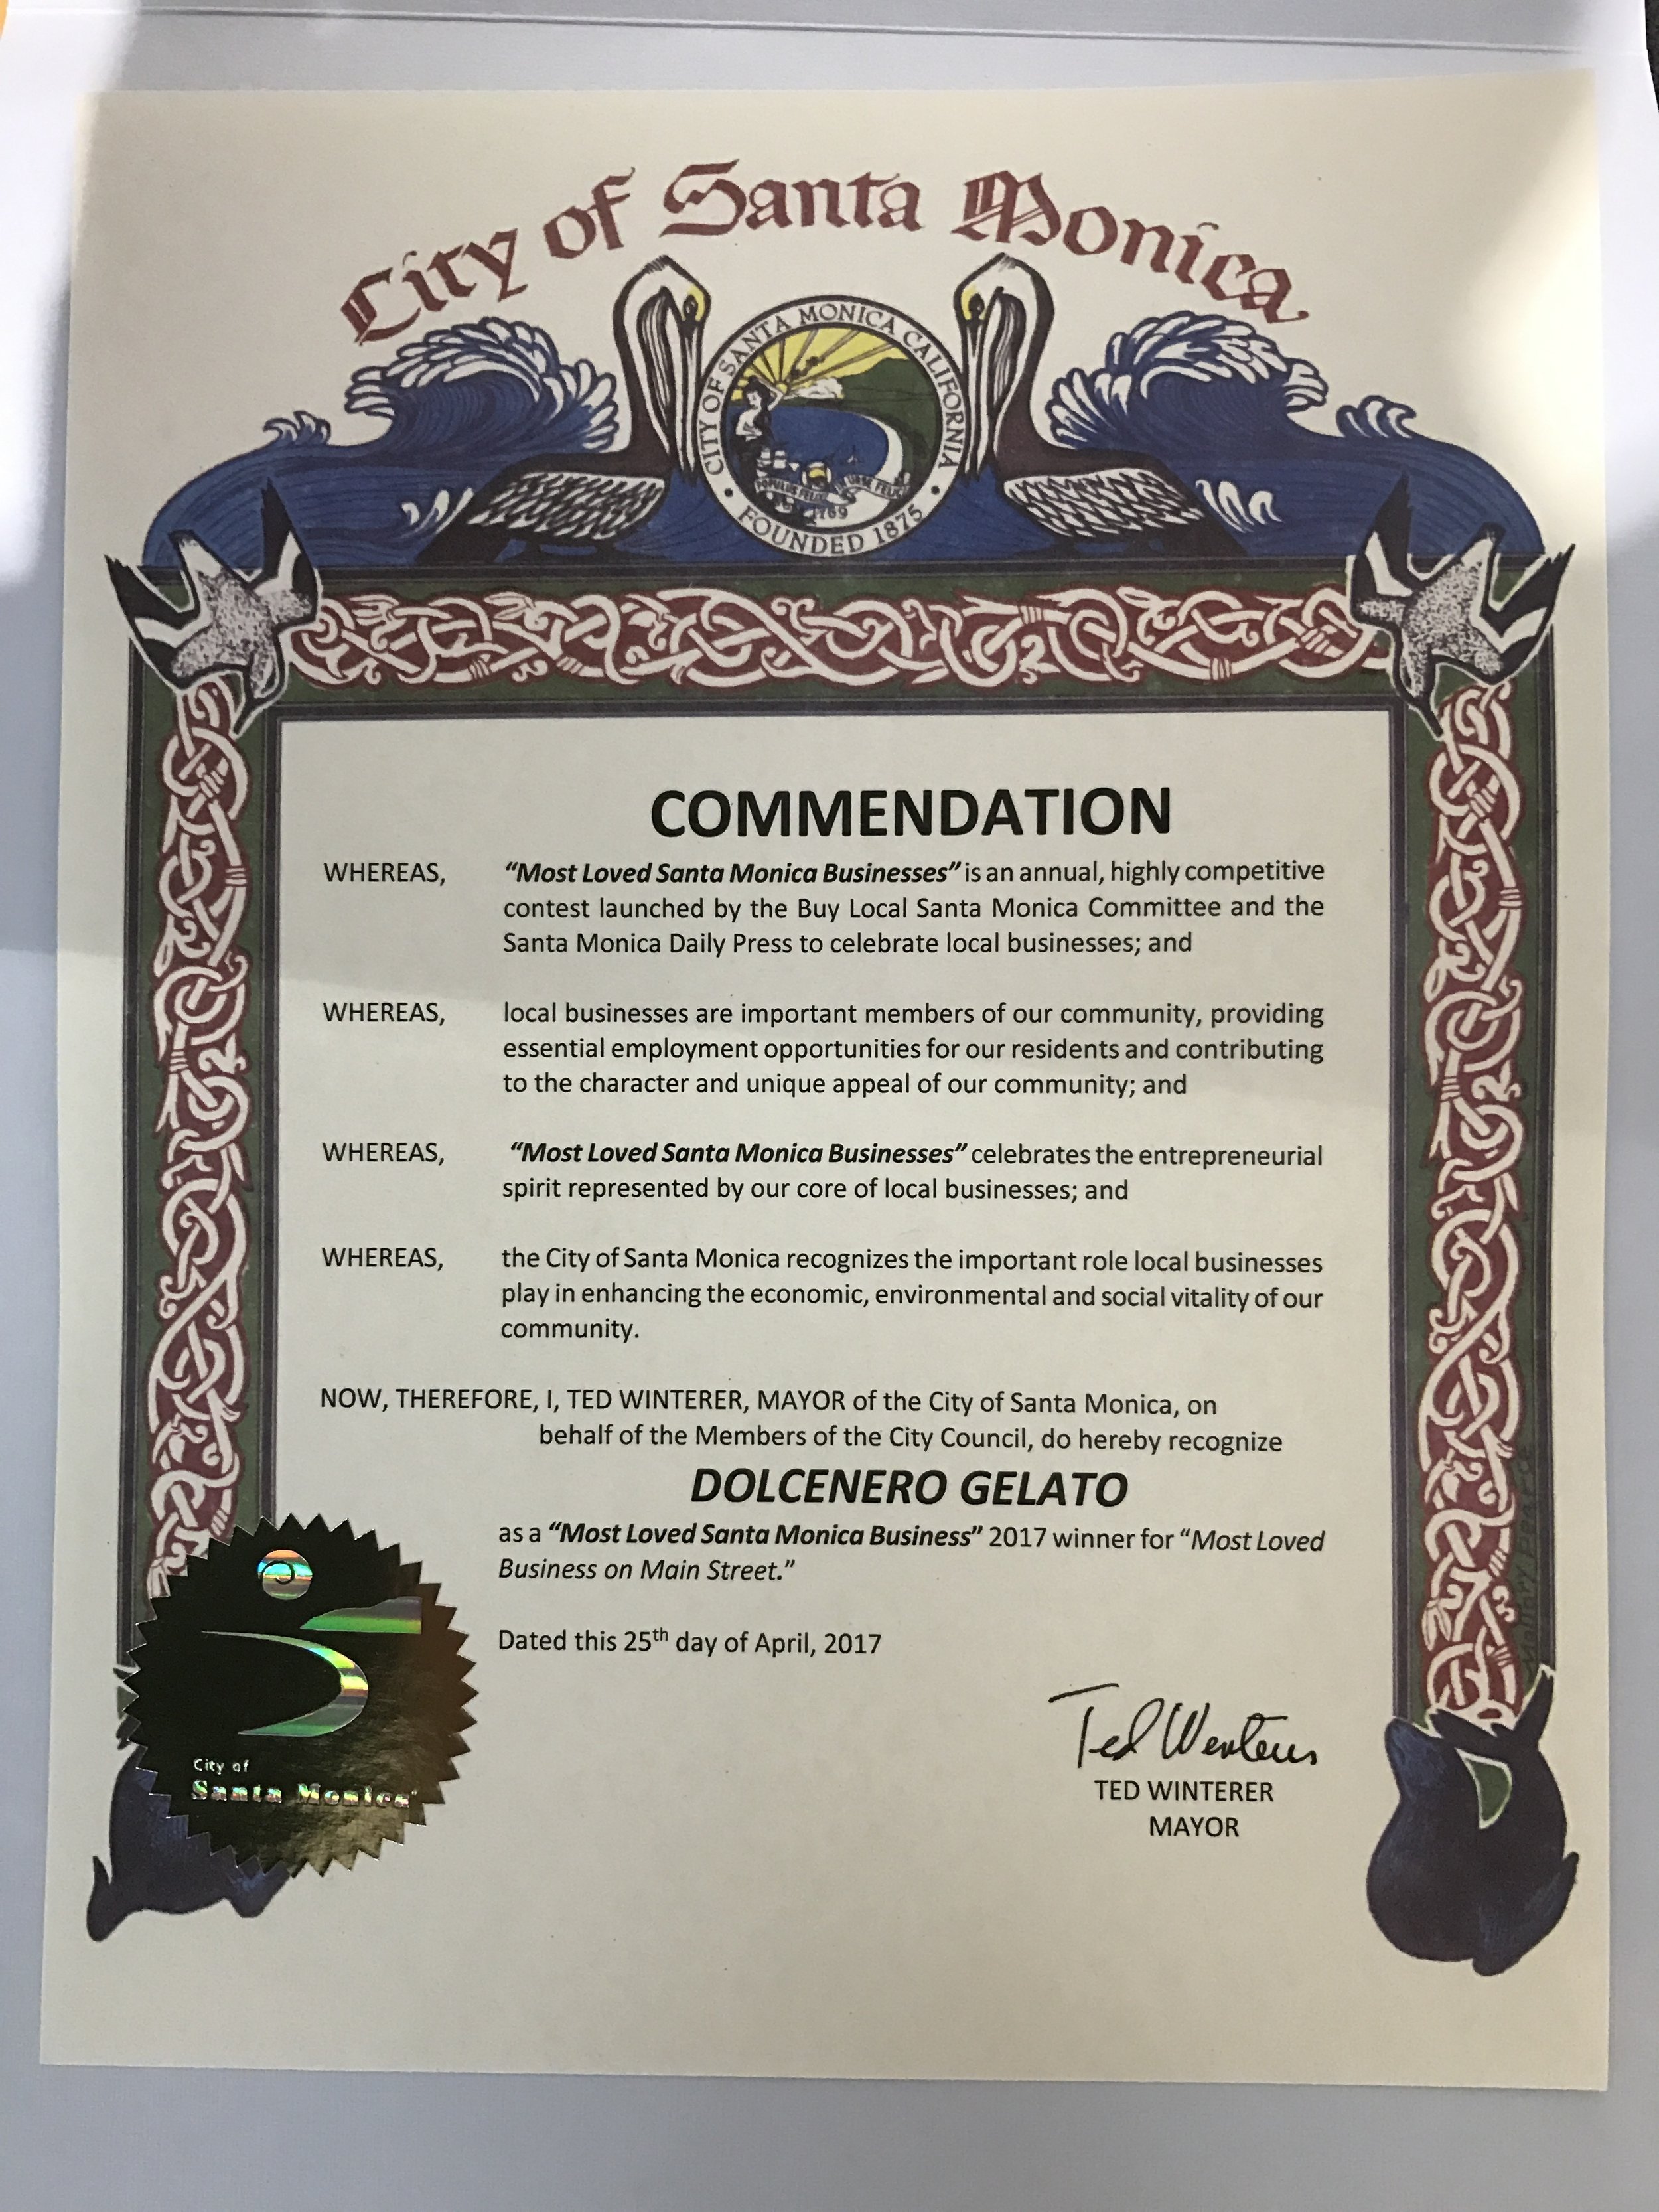 City of Santa Monica
CITY OF SANTA MONICA CALIFORNIA
POPULUS FELIX IN URBE FELICI
1769
FOUNDED 1875
COMMENDATION
WHEREAS, “Most Loved Santa Monica Businesses” is an annual, highly competitive
contest launched by the Buy Local Santa Monica Committee and the
Santa Monica Daily Press to celebrate local businesses; and
WHEREAS, local businesses are important members of our community, providing
essential employment opportunities for our residents and contributing
to the character and unique appeal of our community; and
WHEREAS, “Most Loved Santa Monica Businesses” celebrates the entrepreneurial
spirit represented by our core of local businesses; and
WHEREAS, the City of Santa Monica recognizes the important role local businesses
play in enhancing the economic, environmental and social vitality of our
community.
NOW, THEREFORE, I, TED WINTERER, MAYOR of the City of Santa Monica, on
behalf of the Members of the City Council, do hereby recognize
DOLCENERO GELATO
as a “Most Loved Santa Monica Business” 2017 winner for “Most Loved
Business on Main Street.”
Dated this 25th day of April, 2017
City of
Santa Monica
Ted Winterer
TED WINTERER
MAYOR